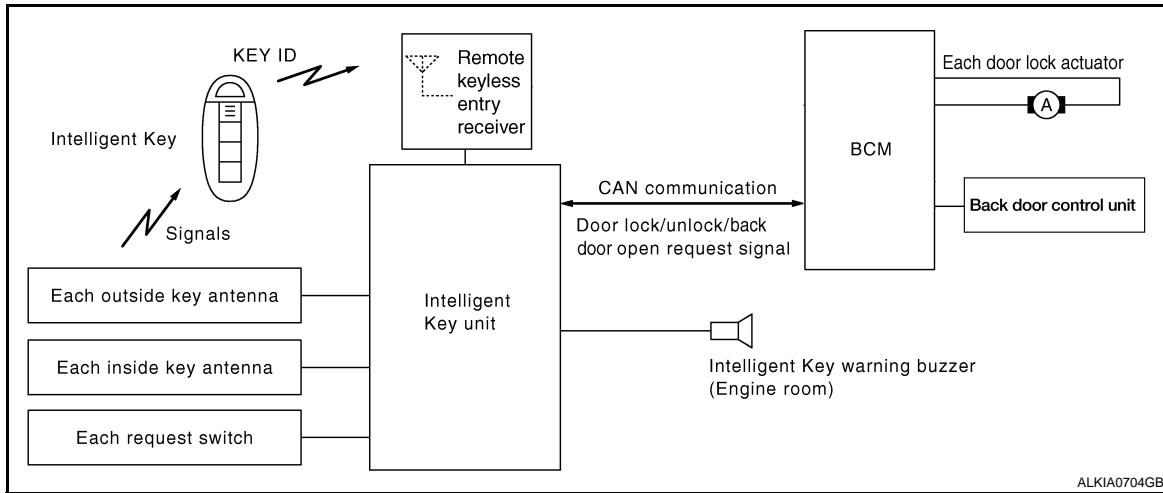 KEY ID
Remote
keyless
entry
receiver
Intelligent Key
Signals
Each outside key antenna
Each inside key antenna
Each request switch
Intelligent
Key unit
CAN communication
Door lock/unlock/back
door open request signal
BCM
Each door lock actuator
A
Back door control unit
Intelligent Key warning buzzer
(Engine room)
ALKIA0704GB